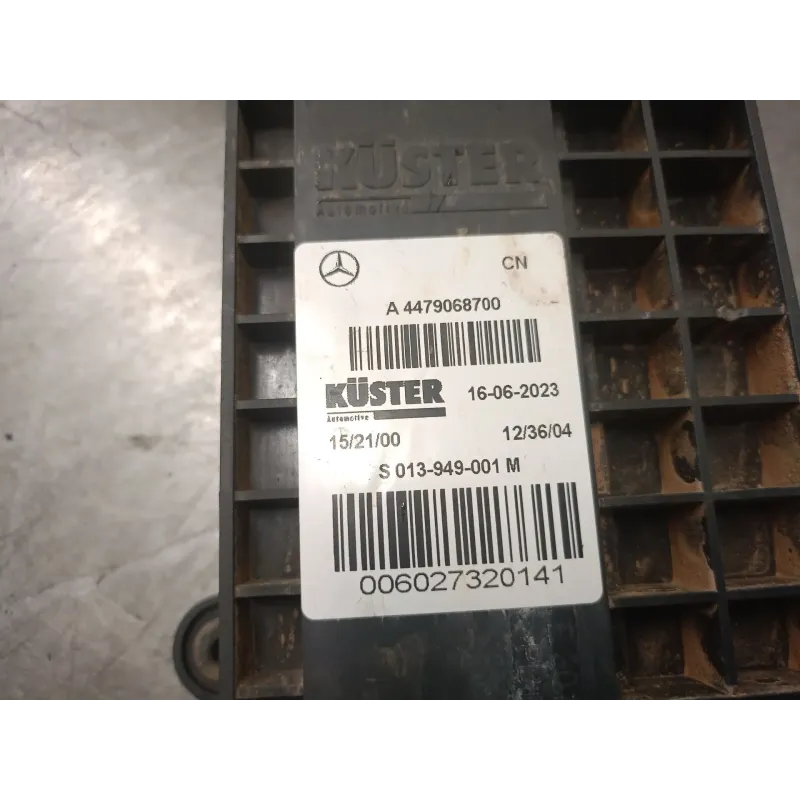 KÜSTER
Automotive
CN
A 4479068700
KÜSTER 16-06-2023
Automotive
15/21/00 12/36/04
S 013-949-001 M
006027320141